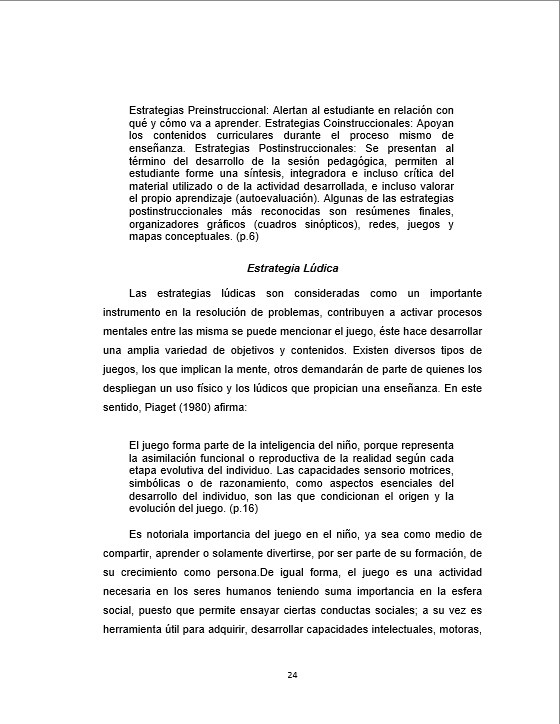 Estrategias Preinstruccional: Alertan al estudiante en relación con
qué y cómo va a aprender. Estrategias Coinstruccionales: Apoyan
los contenidos curriculares durante el proceso mismo de
enseñanza. Estrategias Postinstruccionales: Se presentan al
término del desarrollo de la sesión pedagógica, permiten al
estudiante forme una síntesis, integradora e incluso crítica del
material utilizado o de la actividad desarrollada, e incluso valorar
el propio aprendizaje (autoevaluación). Algunas de las estrategias
postinstruccionales más reconocidas son resúmenes finales,
organizadores gráficos (cuadros sinópticos), redes, juegos y
mapas conceptuales. (p.6)
Estrategia Lúdica
Las estrategias lúdicas son consideradas como un importante
instrumento en la resolución de problemas, contribuyen a activar procesos
mentales entre las misma se puede mencionar el juego, éste hace desarrollar
una amplia variedad de objetivos y contenidos. Existen diversos tipos de
juegos, los que implican la mente, otros demandarán de parte de quienes los
despliegan un uso físico y los lúdicos que propician una enseñanza. En este
sentido, Piaget (1980) afirma:
El juego forma parte de la inteligencia del niño, porque representa
la asimilación funcional o reproductiva de la realidad según cada
etapa evolutiva del individuo. Las capacidades sensorio motrices,
simbólicas o de razonamiento, como aspectos esenciales del
desarrollo del individuo, son las que condicionan el origen y la
evolución del juego. (p.16)
Es notoriala importancia del juego en el niño, ya sea como medio de
compartir, aprender o solamente divertirse, por ser parte de su formación, de
su crecimiento como persona.De igual forma, el juego es una actividad
necesaria en los seres humanos teniendo suma importancia en la esfera
social, puesto que permite ensayar ciertas conductas sociales; a su vez es
herramienta útil para adquirir, desarrollar capacidades intelectuales, motoras,
24